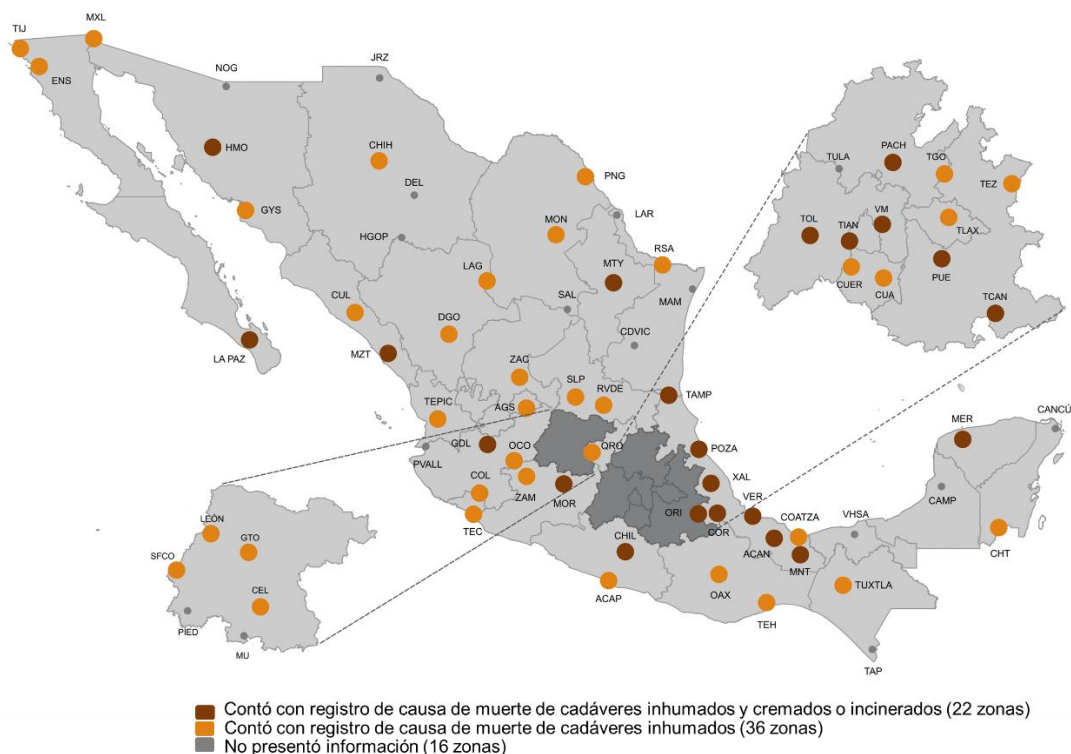 TIJ
MXL
ENS
NOG
JRZ
HMO
CHIH
DEL
GYS
HGOP
PNG
LAR
MON
RSA
LAG
MTY
MAM
SAL
CUL
DGO
CDVIC
LA PAZ
MZT
ZAC
SLP
RVDE
TAMP
TEPIC
AGS
GDL
OCO
QRO
POZA
PVALL
COL
ZAM
MOR
XAL
VER
TEC
ORI
COR
COATZA
VHSA
CHIL
ACAN
MNT
ACAP
OAX
TUXTLA
TEH
TAP
MER
CANCÚ
CAMP
CHT
PACH
TULA
TGO
TEZ
VM
TOL
TIAN
TLAX
CUER
PUE
CUA
TCAN
LEÓN
GTO
SFCO
CEL
PIED
MU
Contó con registro de causa de muerte de cadáveres inhumados y cremados o incinerados (22 zonas)
Contó con registro de causa de muerte de cadáveres inhumados (36 zonas)
No presentó información (16 zonas)